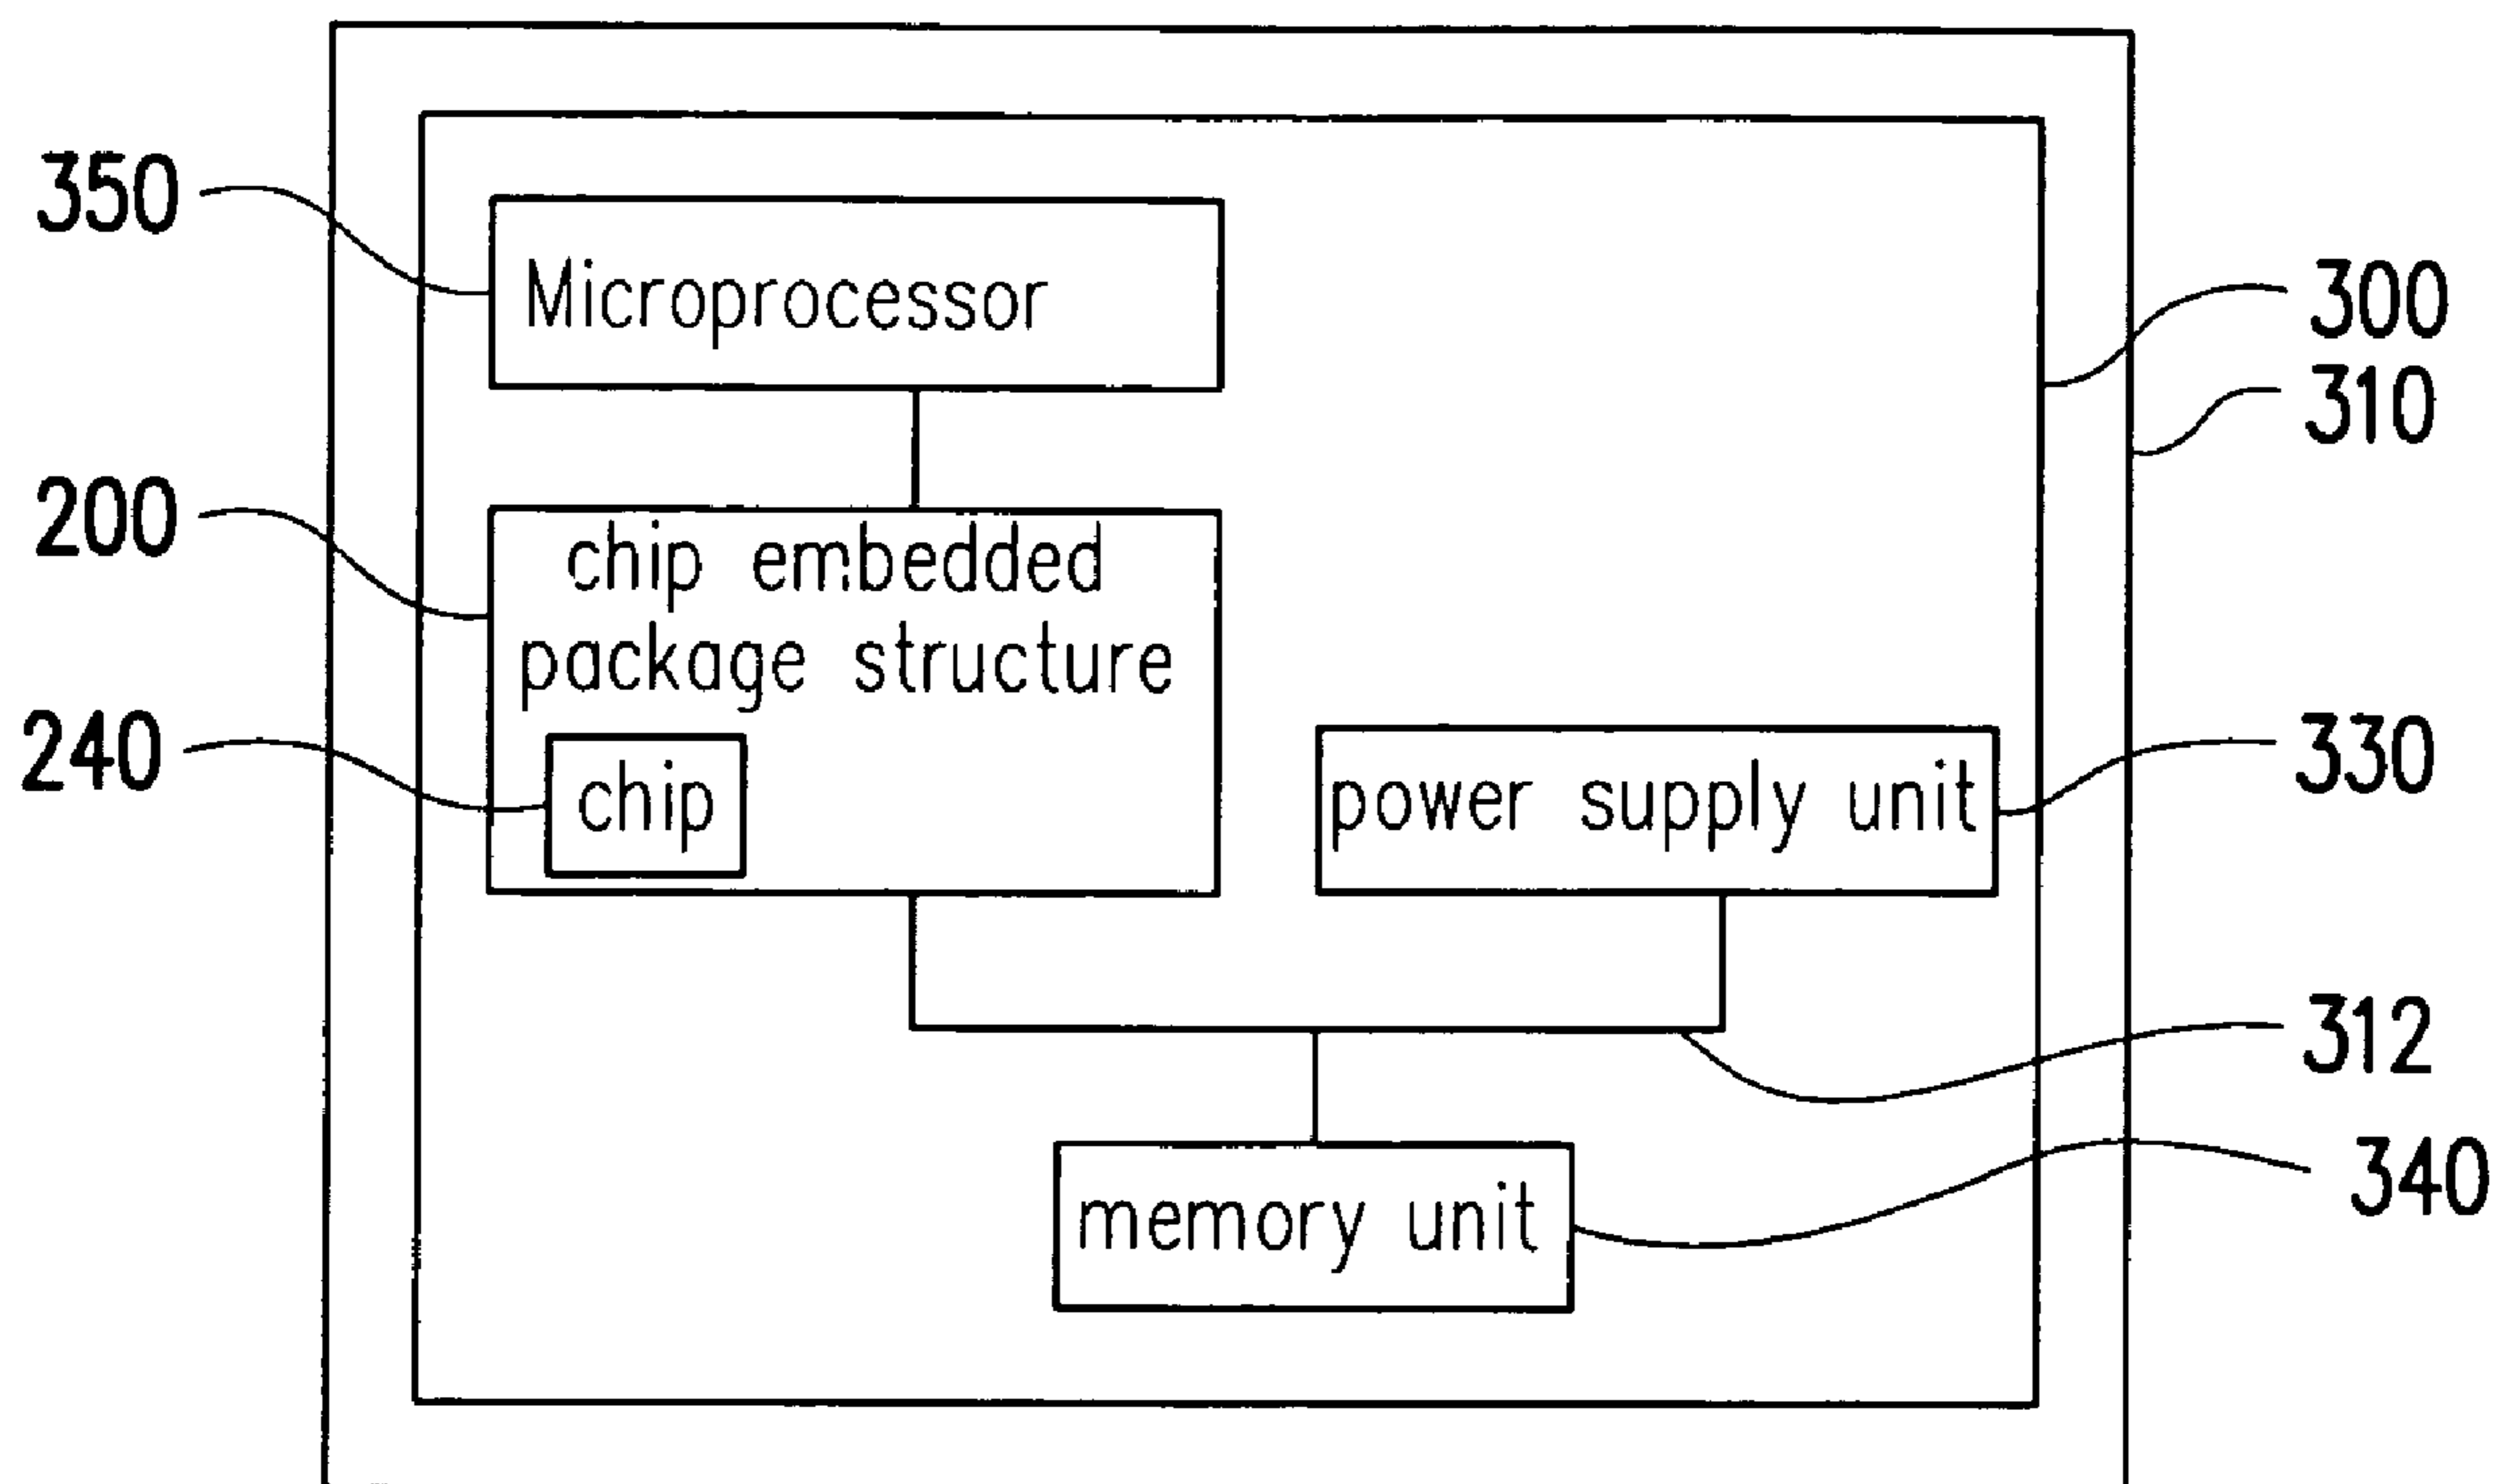 350
Microprocessor
300
310
200
chip embedded
package structure
240
chip
power supply unit
330
312
340
memory unit